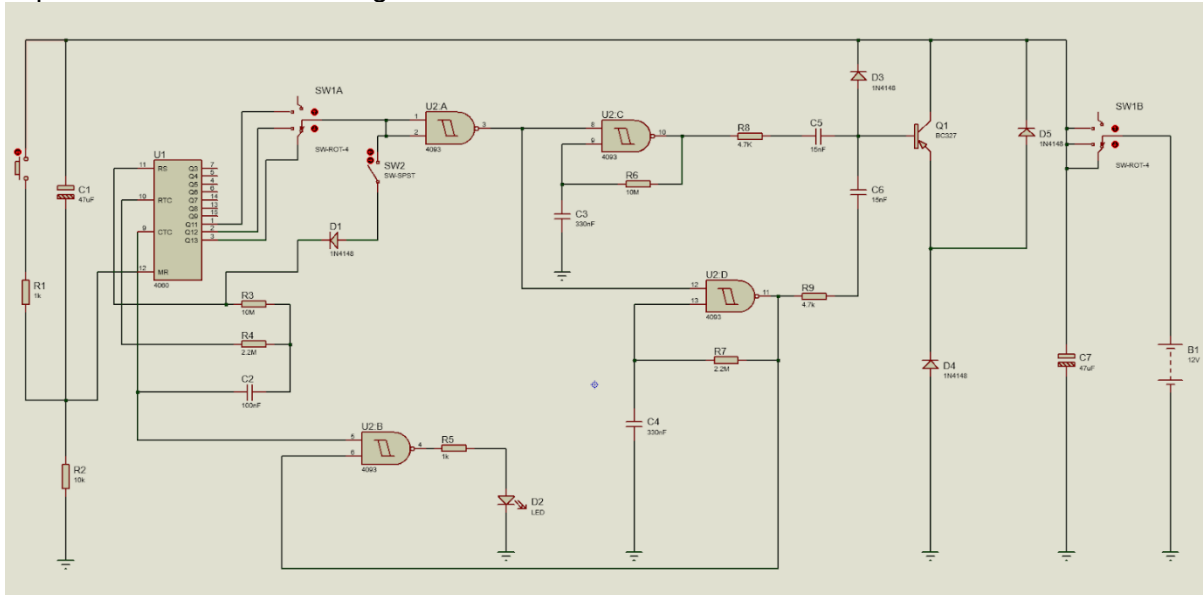 SW1A
SW-ROT-4
U1
4060
11 RS
10 RTC
9 CTC
12 MR
Q3 7
Q4 5
Q5 4
Q6 6
Q7 14
Q8 13
Q9 15
Q11 1
Q12 2
Q13 3
C1
47uF
R1
1k
R2
10k
R3
10M
R4
2.2M
C2
100nF
D1
1N4148
SW2
SW-SPST
U2:A
1
2
3
4093
U2:C
8
9
10
4093
R6
10M
C3
330nF
R8
4.7K
C5
15nF
D3
1N4148
Q1
BC327
D5
1N4148
SW1B
SW-ROT-4
C6
15nF
U2:D
12
13
11
4093
R9
4.7k
R7
2.2M
C4
330nF
D4
1N4148
C7
47uF
B1
12V
U2:B
5
6
4
4093
R5
1k
D2
LED